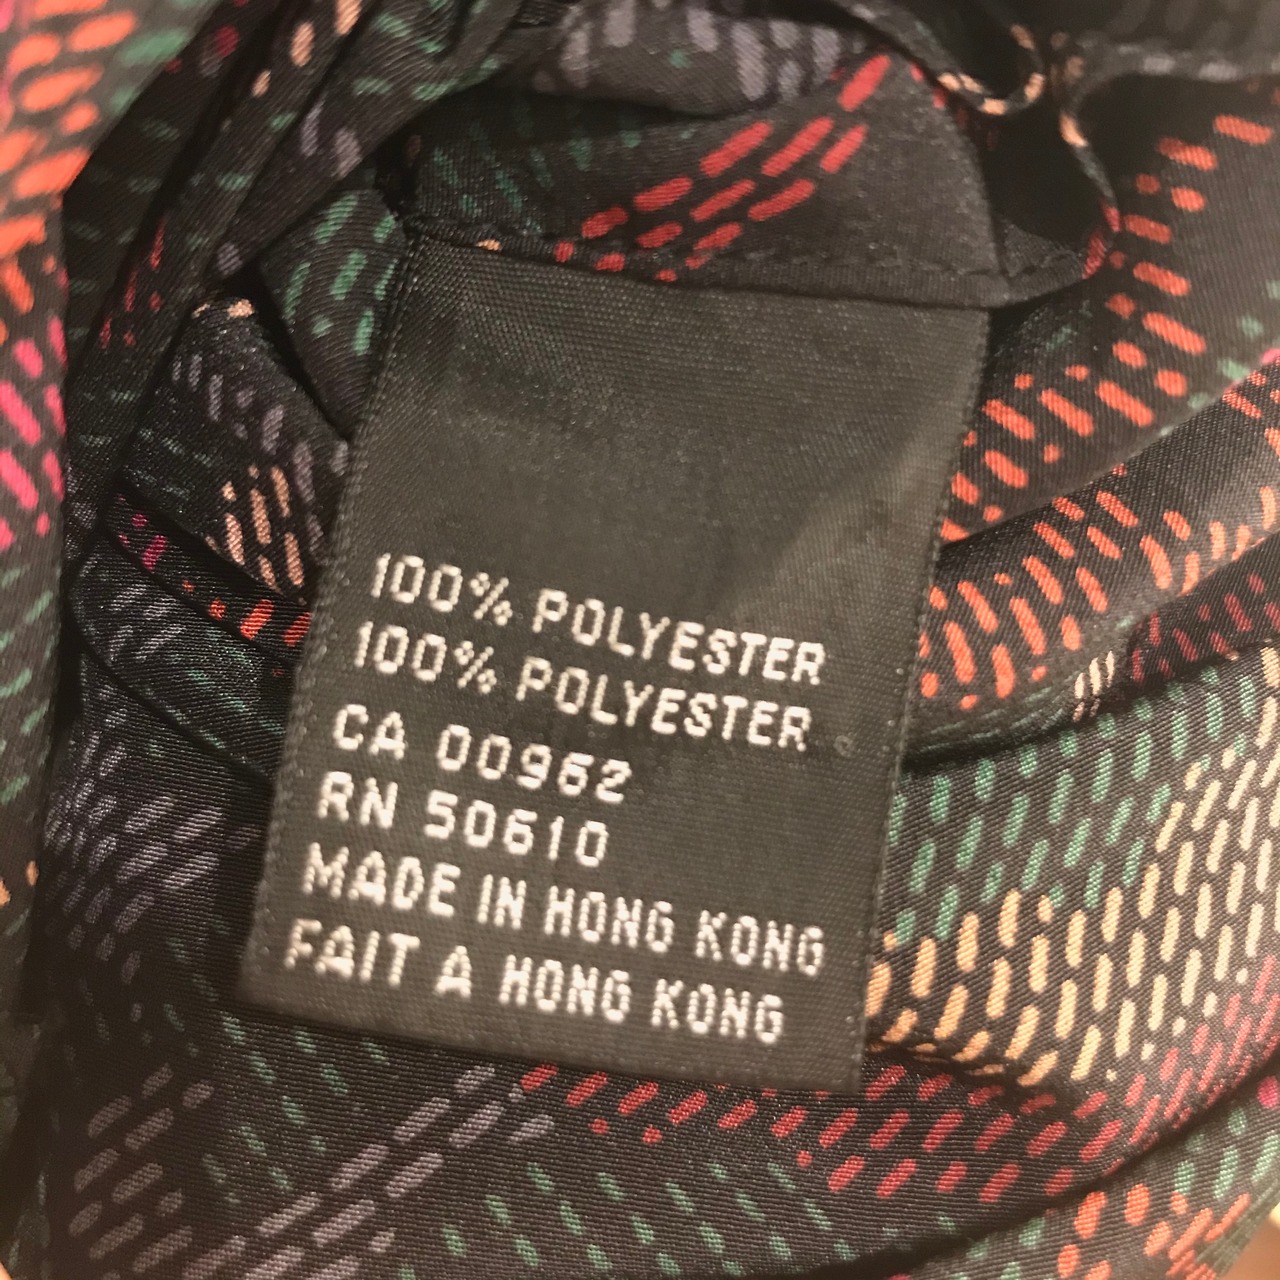 100% POLYESTER
100% POLYESTER
CA 00962
RN 50610
MADE IN HONG KONG
FAIT A HONG KONG